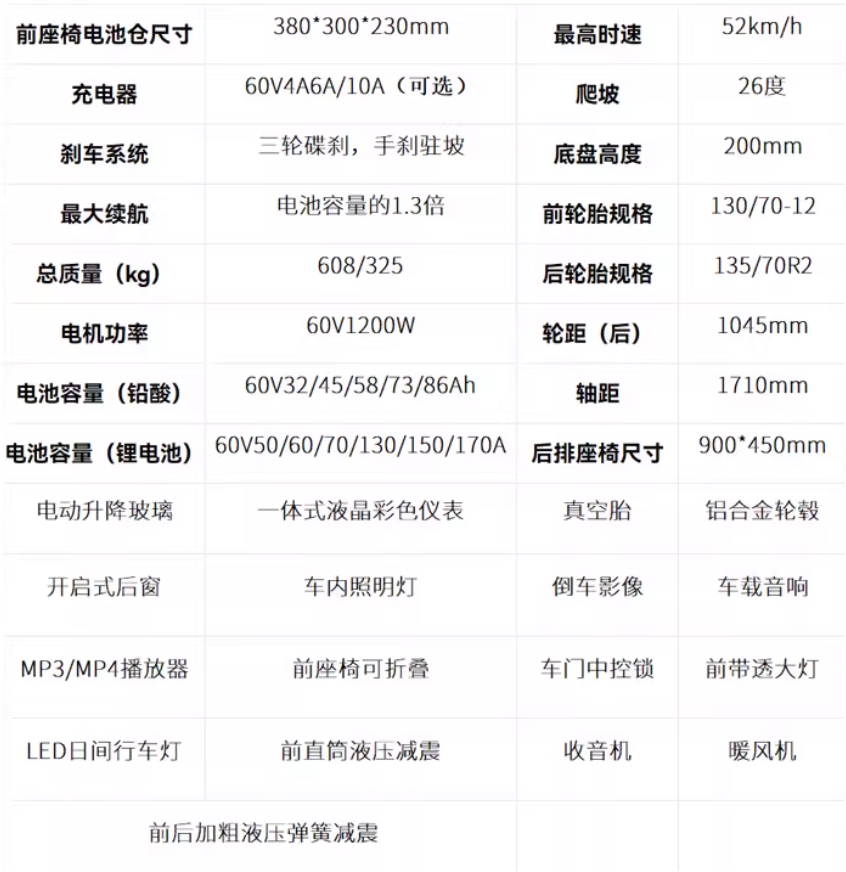 前座椅电池仓尺寸 380*300*230mm 最高时速 52km/h
充电器 60V4A6A/10A（可选） 爬坡 26度
刹车系统 三轮碟刹，手刹驻坡 底盘高度 200mm
最大续航 电池容量的1.3倍 前轮胎规格 130/70-12
总质量（kg） 608/325 后轮胎规格 135/70R2
电机功率 60V1200W 轮距（后） 1045mm
电池容量（铅酸） 60V32/45/58/73/86Ah 轴距 1710mm
电池容量（锂电池） 60V50/60/70/130/150/170A 后排座椅尺寸 900*450mm
电动升降玻璃 一体式液晶彩色仪表 真空胎 铝合金轮毂
开启式后窗 车内照明灯 倒车影像 车载音响
MP3/MP4播放器 前座椅可折叠 车门中控锁 前带透大灯
LED日间行车灯 前直筒液压减震 收音机 暖风机
前后加粗液压弹簧减震